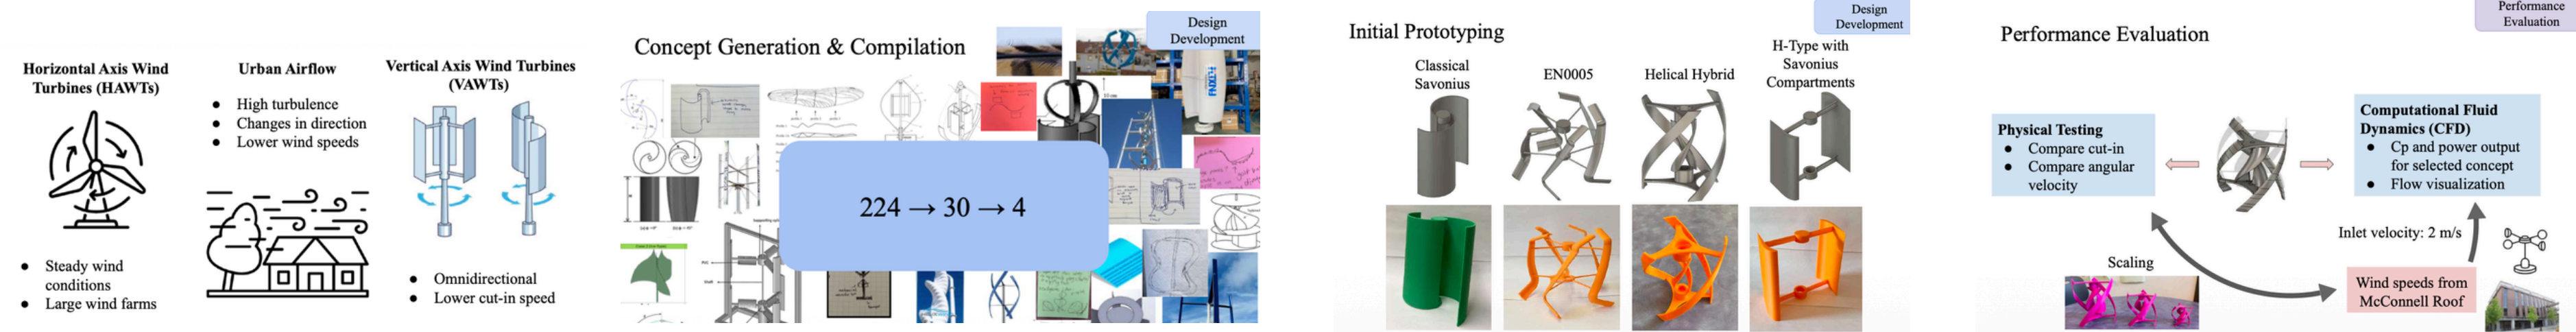 Horizontal Axis Wind
Turbines (HAWTs)
● Steady wind
conditions
● Large wind farms
Urban Airflow
● High turbulence
● Changes in direction
● Lower wind speeds
Vertical Axis Wind Turbines
(VAWTs)
● Omnidirectional
● Lower cut-in speed
Design
Development
Concept Generation & Compilation
224 → 30 → 4
Design
Development
Initial Prototyping
Classical
Savonius
EN0005
Helical Hybrid
H-Type with
Savonius
Compartments
Performance
Evaluation
Performance Evaluation
Physical Testing
● Compare cut-in
● Compare angular
velocity
Computational Fluid
Dynamics (CFD)
● Cp and power output
for selected concept
● Flow visualization
Inlet velocity: 2 m/s
Scaling
Wind speeds from
McConnell Roof